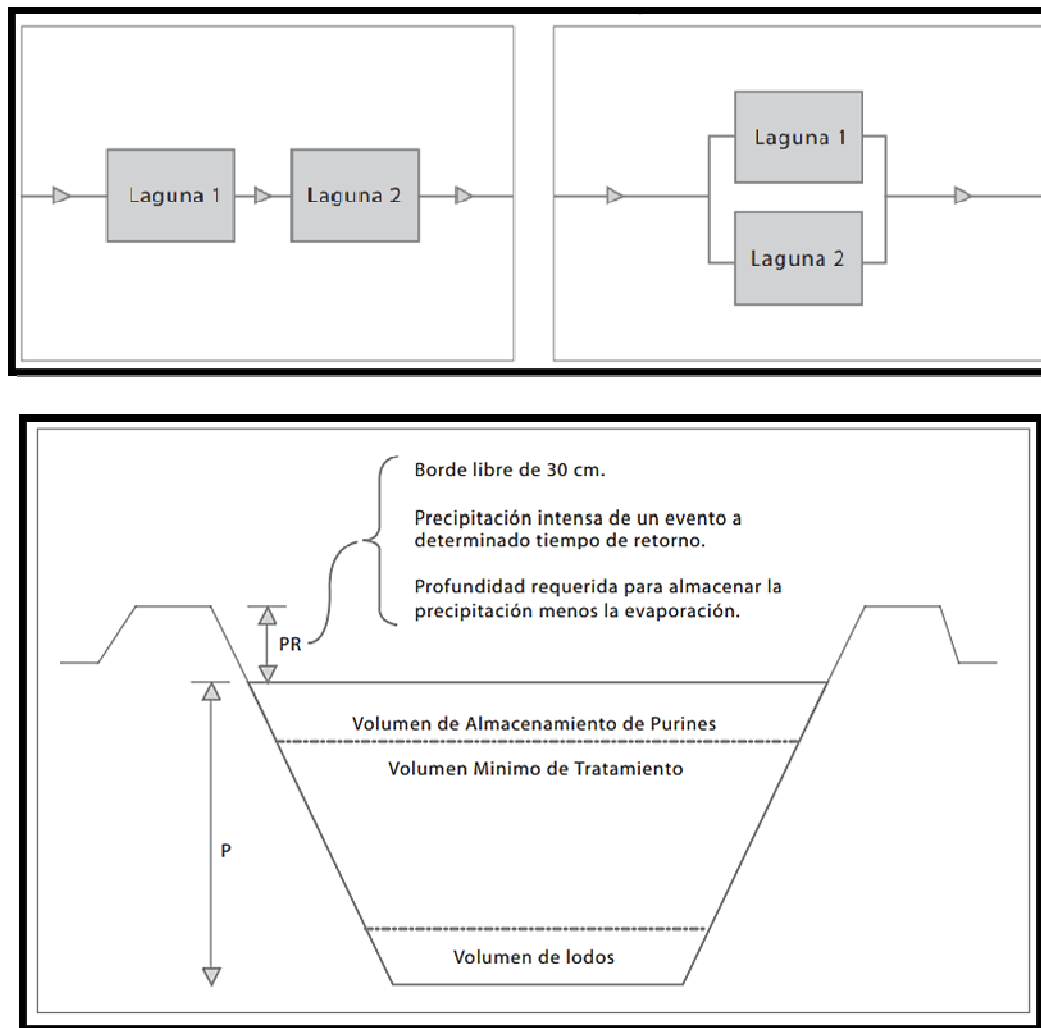 Laguna 1
Laguna 2
Laguna 1
Laguna 2
Borde libre de 30 cm.
Precipitación intensa de un evento a
determinado tiempo de retorno.
Profundidad requerida para almacenar la
precipitación menos la evaporación.
PR
Volumen de Almacenamiento de Purines
Volumen Minimo de Tratamiento
P
Volumen de lodos